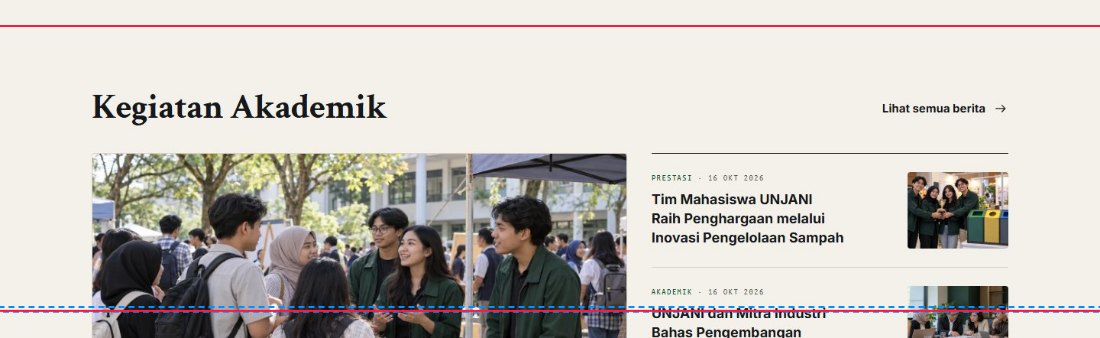 Kegiatan Akademik
Lihat semua berita →
PRESTASI · 16 OKT 2026
Tim Mahasiswa UNJANI
Raih Penghargaan melalui
Inovasi Pengelolaan Sampah
AKADEMIK · 16 OKT 2026
UNJANI dan Mitra Industri
Bahas Pengembangan